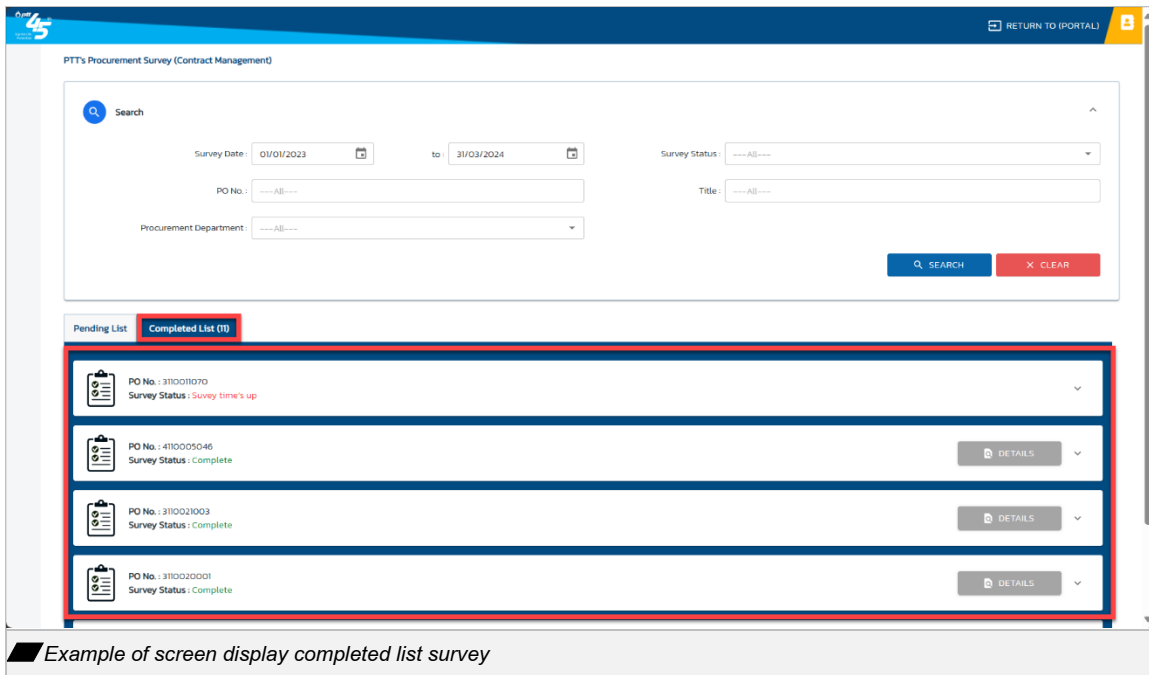 ptt
45
RETURN TO (PORTAL)
PTT's Procurement Survey (Contract Management)
Search
Survey Date : 01/01/2023 to : 31/03/2024 Survey Status : ---All---
PO No. : ---All--- Title : ---All---
Procurement Department : ---All---
SEARCH CLEAR
Pending List Completed List (11)
PO No. : 3110011070
Survey Status : Suvey time's up
PO No. : 4110005046
Survey Status : Complete
DETAILS
PO No. : 3110021003
Survey Status : Complete
DETAILS
PO No. : 3110020001
Survey Status : Complete
DETAILS
Example of screen display completed list survey